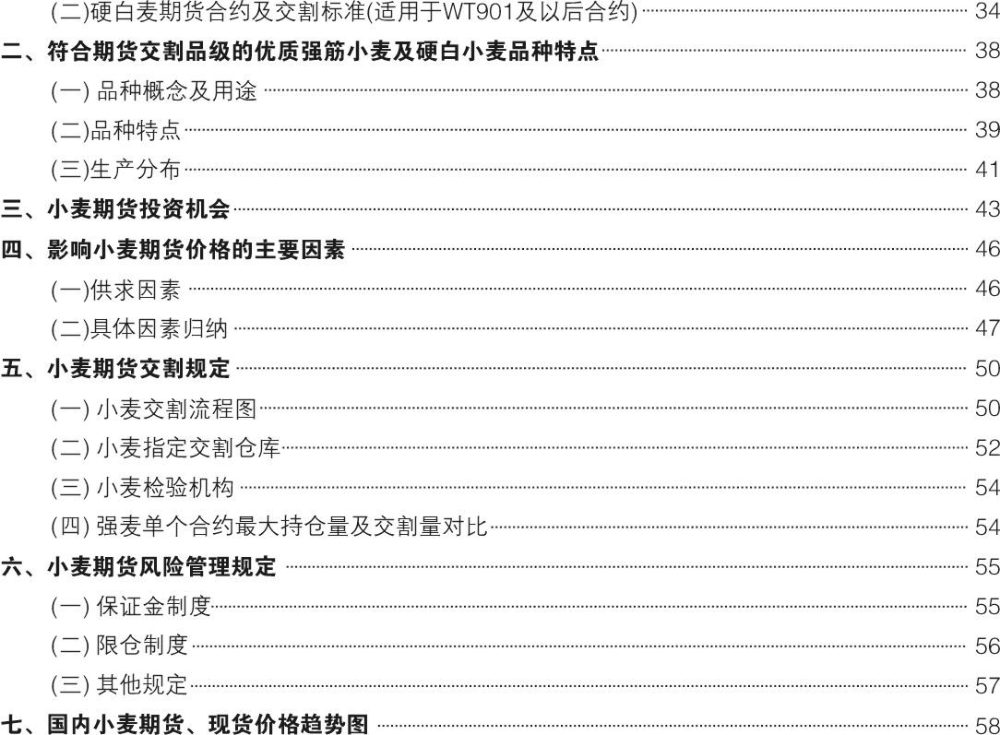 (二)硬白麦期货合约及交割标准(适用于WT901及以后合约) 34
二、符合期货交割品级的优质强筋小麦及硬白小麦品种特点 38
(一) 品种概念及用途 38
(二)品种特点 39
(三)生产分布 41
三、小麦期货投资机会 43
四、影响小麦期货价格的主要因素 46
(一)供求因素 46
(二)具体因素归纳 47
五、小麦期货交割规定 50
(一) 小麦交割流程图 50
(二) 小麦指定交割仓库 52
(三) 小麦检验机构 54
(四) 强麦单个合约最大持仓量及交割量对比 54
六、小麦期货风险管理规定 55
(一) 保证金制度 55
(二) 限仓制度 56
(三) 其他规定 57
七、国内小麦期货、现货价格趋势图 58